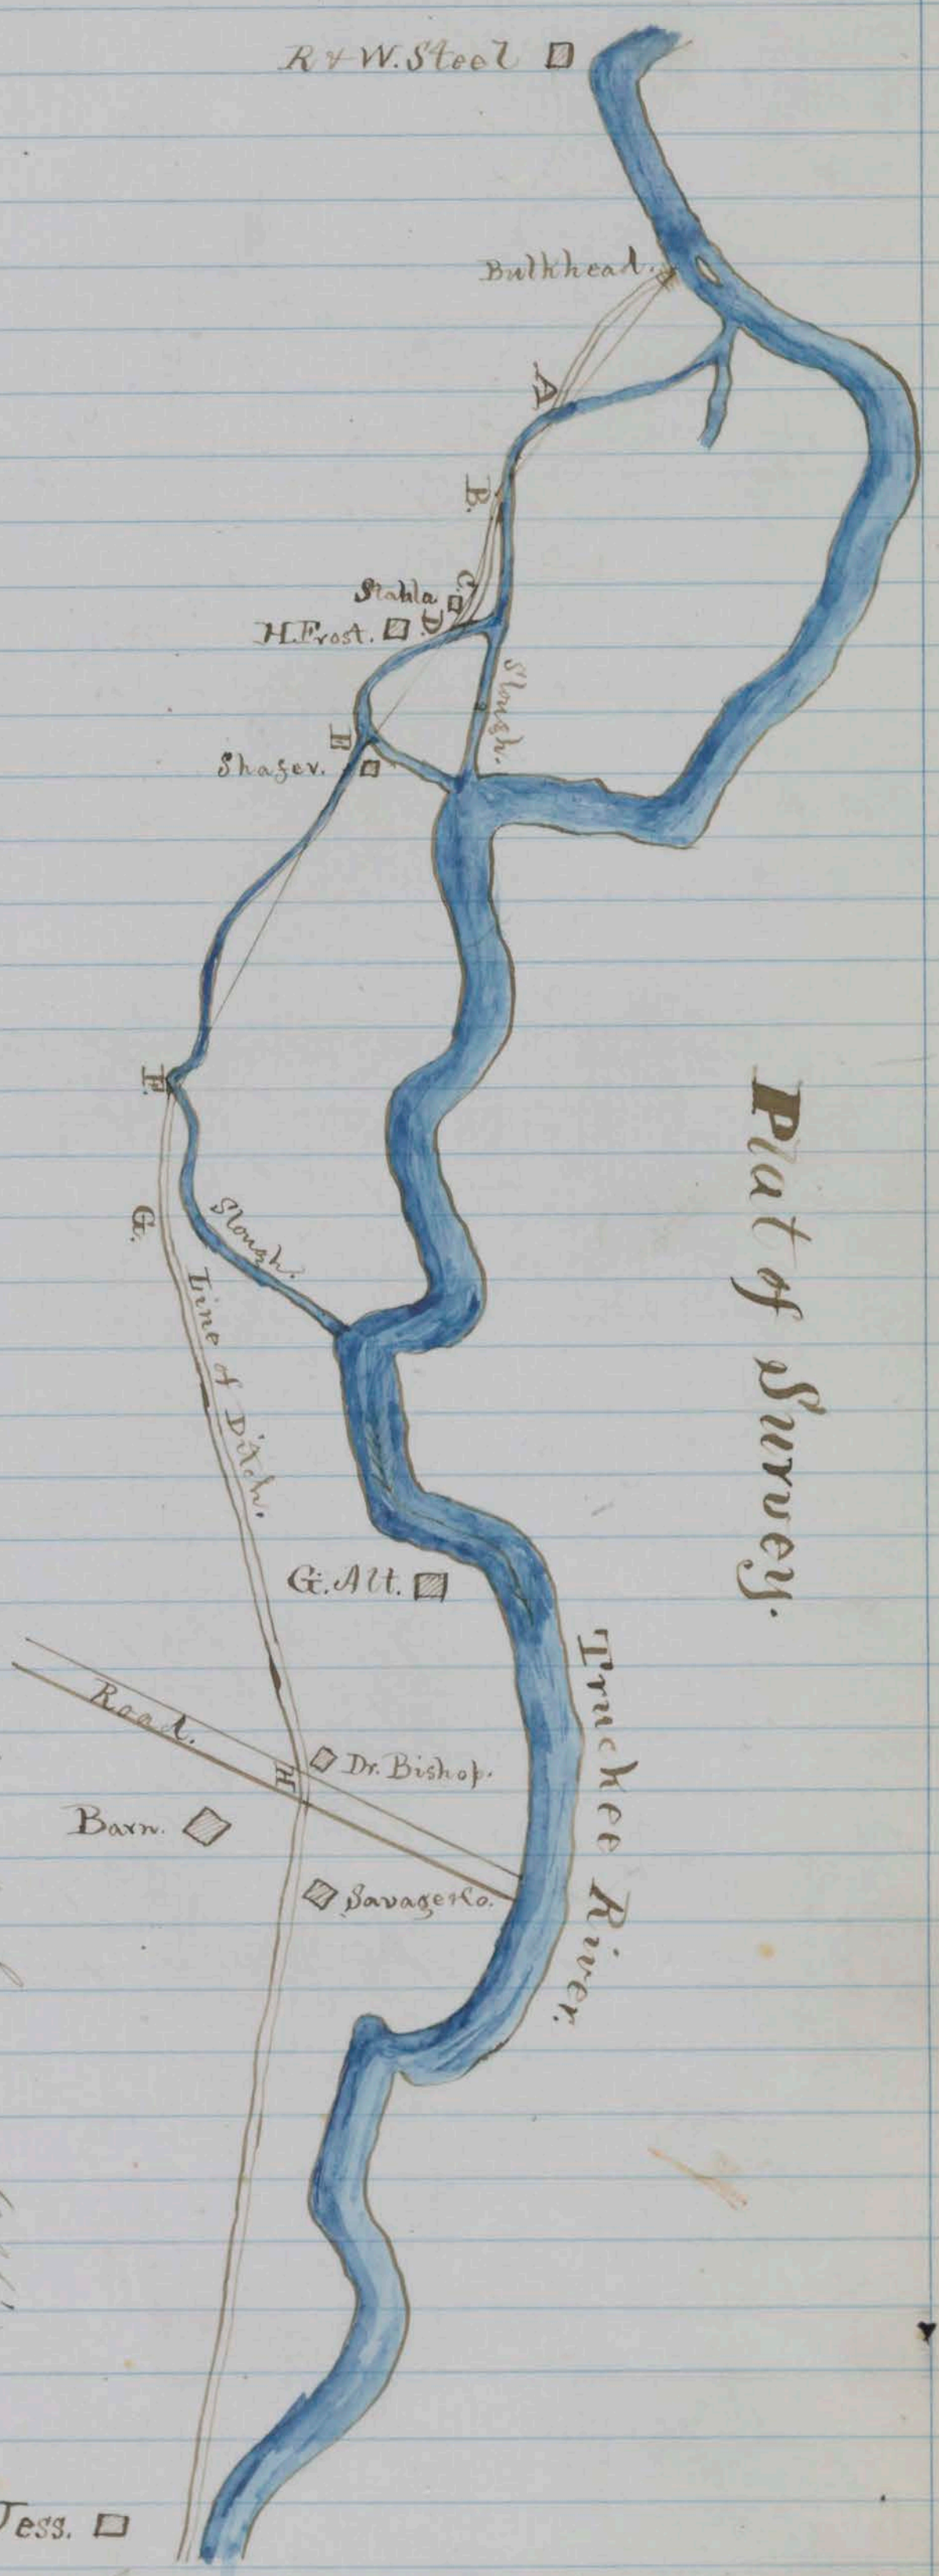 R & W. Steel
Bulkhead.
A
B.
C.
Stable
D.
H. Frost.
Slough.
E
Shafer.
F.
Plat of Survey.
G.
Slough.
Line of Ditch.
G. Alt.
Truckee River.
Road.
H
Dr. Bishop.
Barn.
Savage & Co.
Jess.